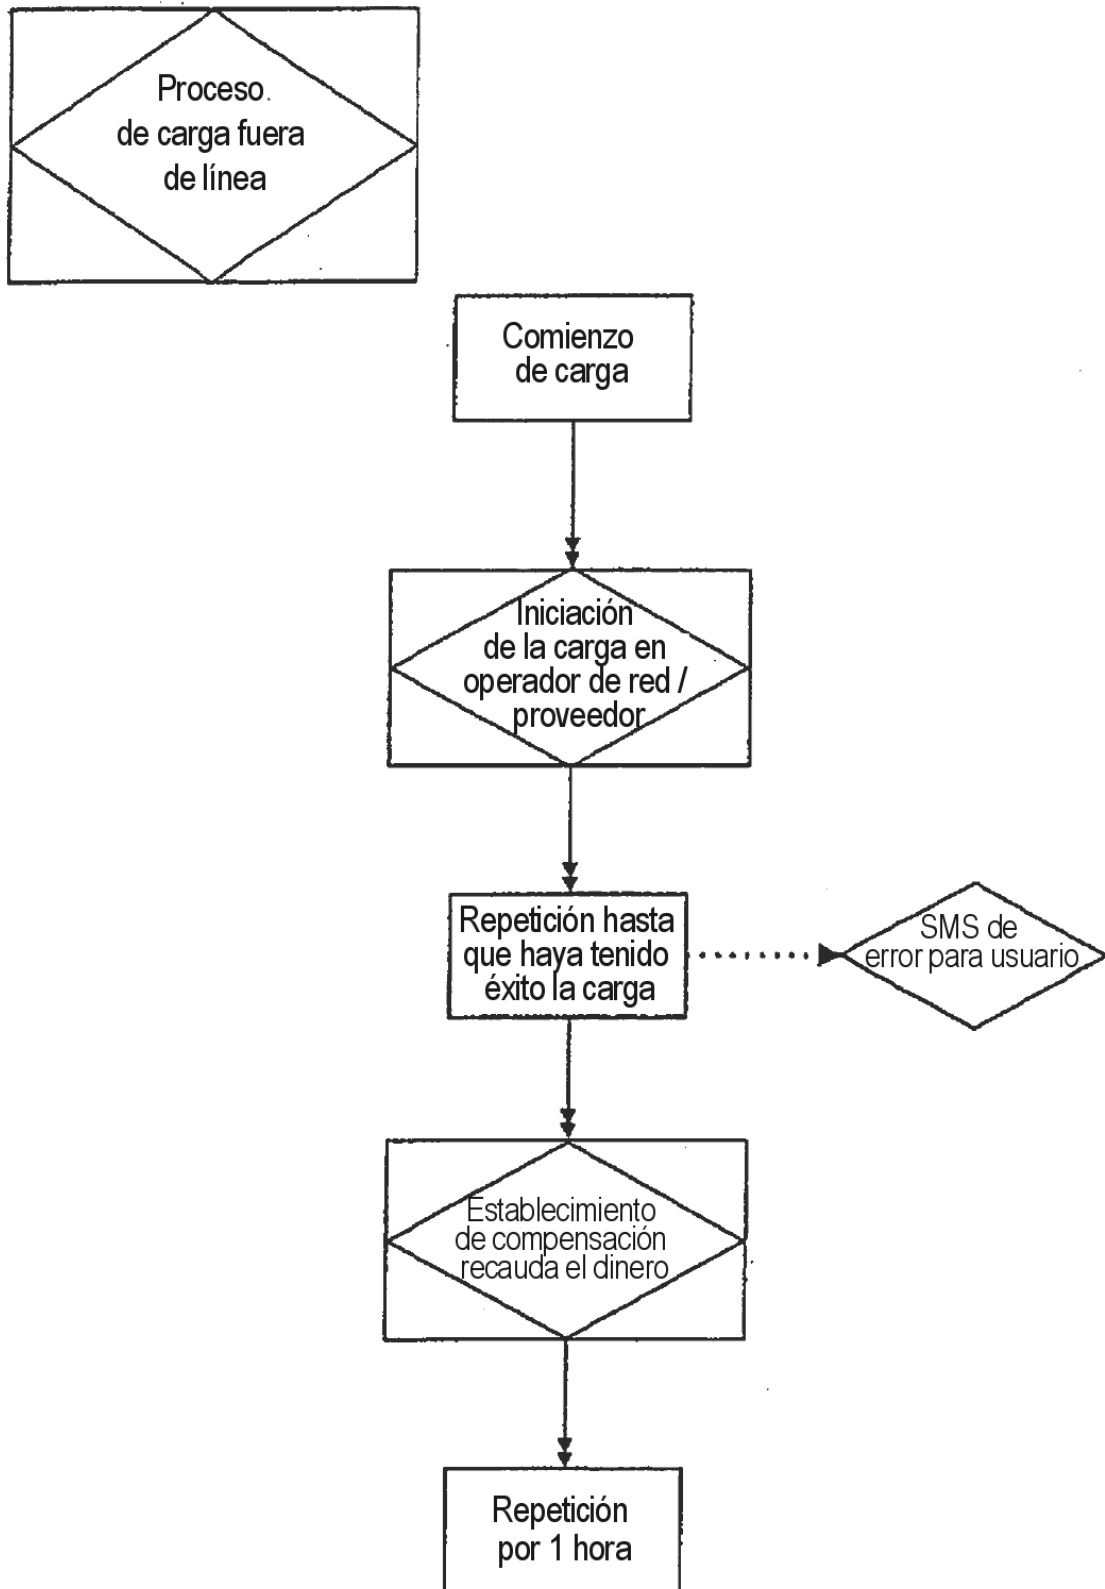 Proceso.
de carga fuera
de línea
Comienzo
de carga
Iniciación
de la carga en
operador de red /
proveedor
Repetición hasta
que haya tenido
éxito la carga
SMS de
error para usuario
Establecimiento
de compensación
recauda el dinero
Repetición
por 1 hora